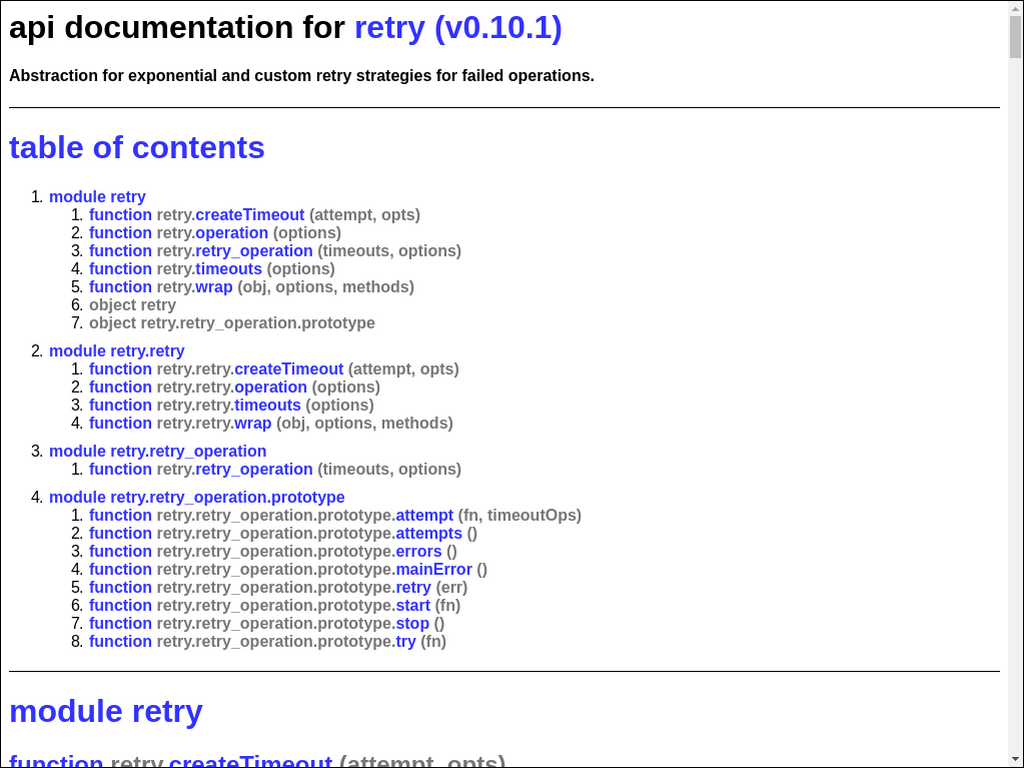 api documentation for retry (v0.10.1)
Abstraction for exponential and custom retry strategies for failed operations.
table of contents
1. module retry
1. function retry.createTimeout (attempt, opts)
2. function retry.operation (options)
3. function retry.retry_operation (timeouts, options)
4. function retry.timeouts (options)
5. function retry.wrap (obj, options, methods)
6. object retry
7. object retry.retry_operation.prototype
2. module retry.retry
1. function retry.retry.createTimeout (attempt, opts)
2. function retry.retry.operation (options)
3. function retry.retry.timeouts (options)
4. function retry.retry.wrap (obj, options, methods)
3. module retry.retry_operation
1. function retry.retry_operation (timeouts, options)
4. module retry.retry_operation.prototype
1. function retry.retry_operation.prototype.attempt (fn, timeoutOps)
2. function retry.retry_operation.prototype.attempts ()
3. function retry.retry_operation.prototype.errors ()
4. function retry.retry_operation.prototype.mainError ()
5. function retry.retry_operation.prototype.retry (err)
6. function retry.retry_operation.prototype.start (fn)
7. function retry.retry_operation.prototype.stop ()
8. function retry.retry_operation.prototype.try (fn)
module retry
function retry.createTimeout (attempt, opts)